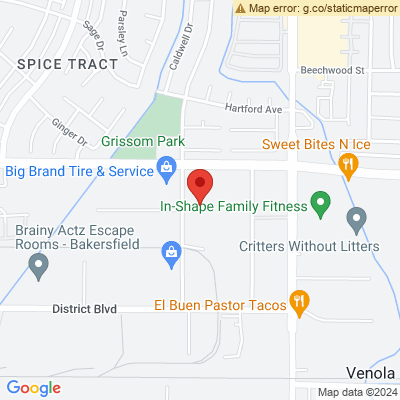 Map error: g.co/staticmaperror
Parsley Ln
Sage Dr
Caldwell Dr
SPICE TRACT
Beechwood St
Hartford Ave
Ginger Dr
Grissom Park
Sweet Bites N Ice
Big Brand Tire & Service
In-Shape Family Fitness
Brainy Actz Escape
Rooms - Bakersfield
Critters Without Litters
El Buen Pastor Tacos
District Blvd
Venola
Google
Map data ©2024